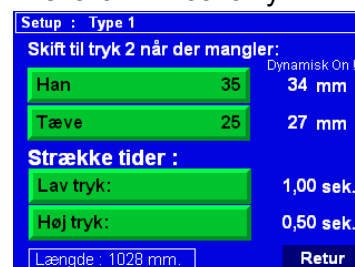 Setup : Type 1
Skift til tryk 2 når der mangler:
Dynamisk On !
Han 35 34 mm
Tæve 25 27 mm
Strække tider :
Lav tryk: 1,00 sek.
Høj tryk: 0,50 sek.
Længde : 1028 mm. Retur